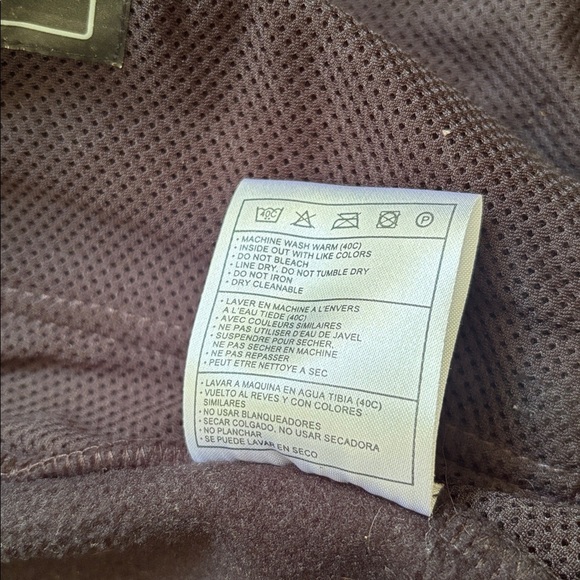 40C P
• MACHINE WASH WARM (40C)
• INSIDE OUT WITH LIKE COLORS
• DO NOT BLEACH
• LINE DRY. DO NOT TUMBLE DRY
• DO NOT IRON
• DRY CLEANABLE
• LAVER EN MACHINE A L'ENVERS
A L'EAU TIEDE (40C)
• AVEC COULEURS SIMILAIRES
• NE PAS UTILISER D'EAU DE JAVEL
• SUSPENDRE POUR SECHER,
NE PAS SECHER EN MACHINE
• NE PAS REPASSER
• PEUT ETRE NETTOYE A SEC
• LAVAR A MAQUINA EN AGUA TIBIA (40C)
• VUELTO AL REVES Y CON COLORES
SIMILARES
• NO USAR BLANQUEADORES
• SECAR COLGADO, NO USAR SECADORA
• NO PLANCHAR
• SE PUEDE LAVAR EN SECO